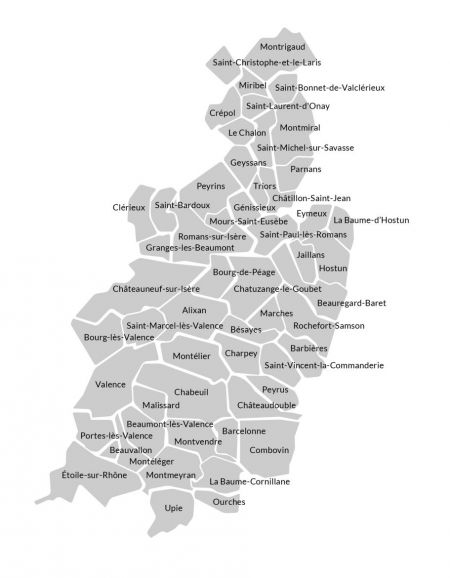 Montrigaud
Saint-Christophe-et-le-Laris
Miribel
Saint-Bonnet-de-Valclérieux
Saint-Laurent-d'Onay
Crépol
Montmiral
Le Chalon
Saint-Michel-sur-Savasse
Geyssans
Parnans
Peyrins
Triors
Châtillon-Saint-Jean
Clérieux
Saint-Bardoux
Génissieux
Eymeux
La Baume-d'Hostun
Mours-Saint-Eusèbe
Saint-Paul-lès-Romans
Romans-sur-Isère
Granges-les-Beaumont
Jaillans
Hostun
Bourg-de-Péage
Châteauneuf-sur-Isère
Chatuzange-le-Goubet
Beauregard-Baret
Alixan
Marches
Saint-Marcel-lès-Valence
Rochefort-Samson
Bésayes
Bourg-lès-Valence
Barbières
Charpey
Montélier
Saint-Vincent-la-Commanderie
Valence
Peyrus
Chabeuil
Malissard
Châteaudouble
Beaumont-lès-Valence
Barcelonne
Portes-lès-Valence
Montvendre
Beauvallon
Combovin
Montéléger
Étoile-sur-Rhône
Montmeyran
La Baume-Cornillane
Ourches
Upie